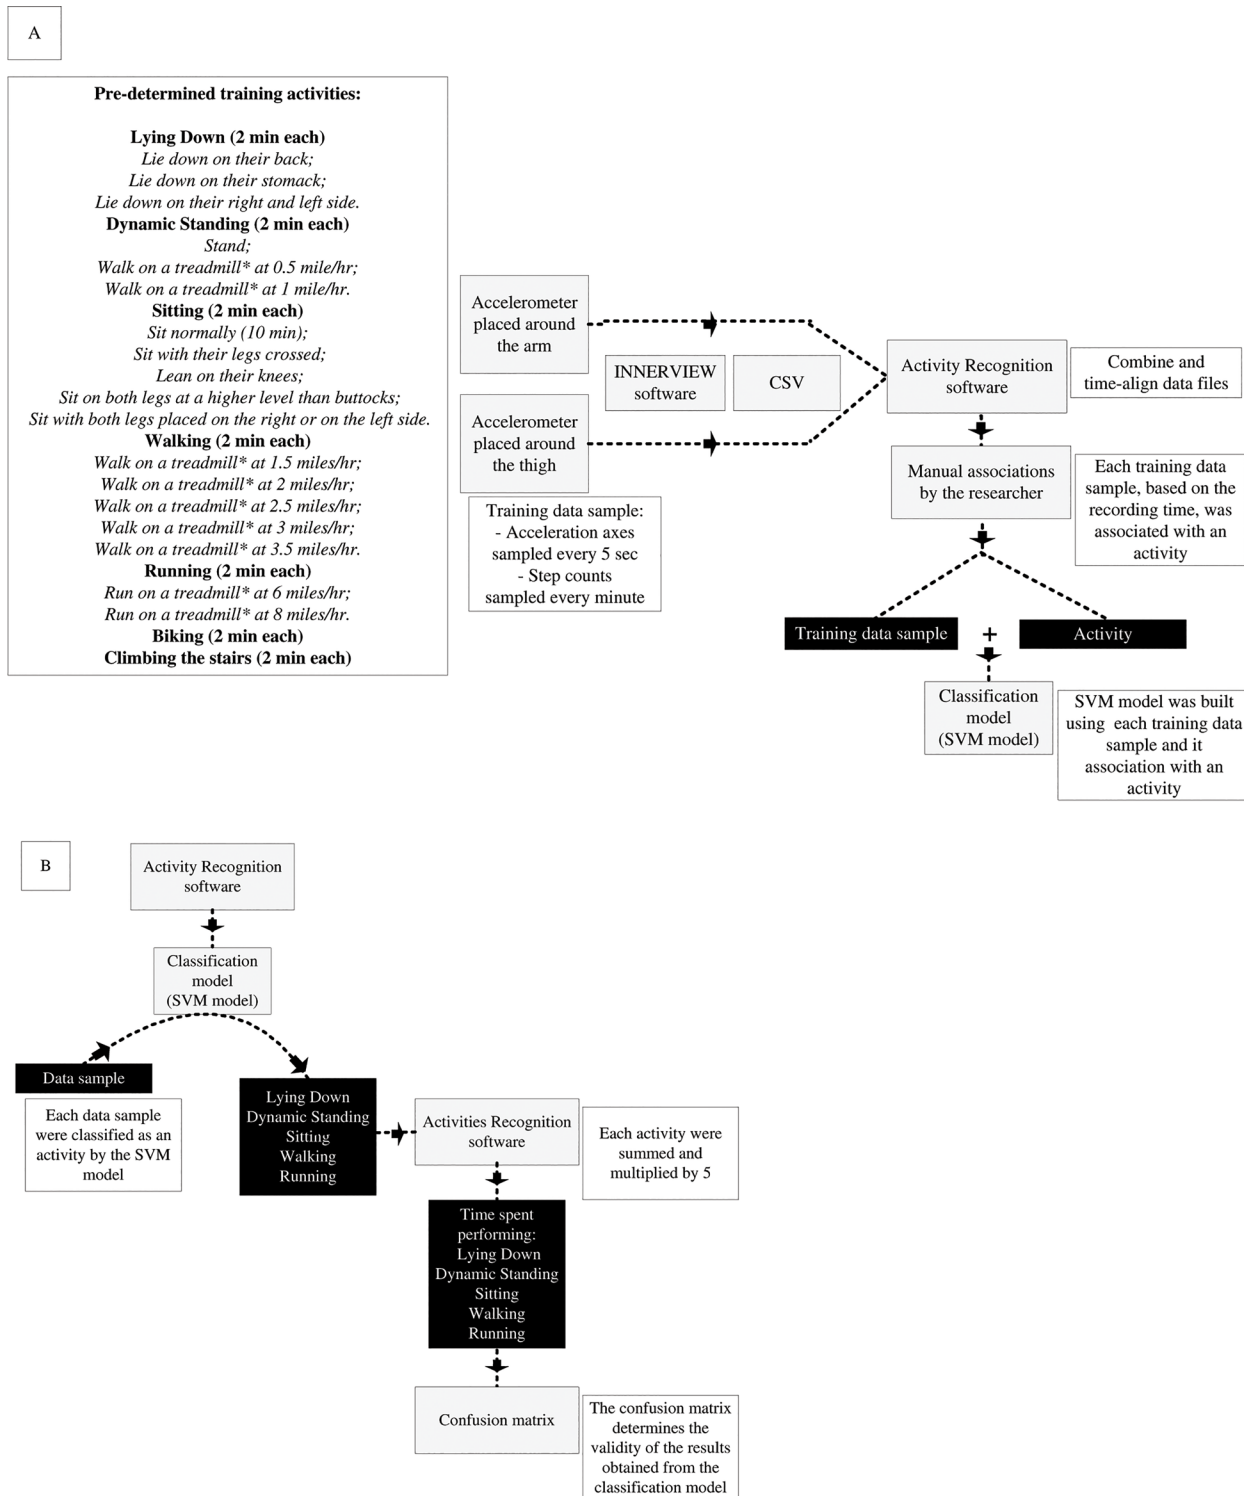 A
Pre-determined training activities:
Lying Down (2 min each)
Lie down on their back;
Lie down on their stomack;
Lie down on their right and left side.
Dynamic Standing (2 min each)
Stand;
Walk on a treadmill* at 0.5 mile/hr;
Walk on a treadmill* at 1 mile/hr.
Sitting (2 min each)
Sit normally (10 min);
Sit with their legs crossed;
Lean on their knees;
Sit on both legs at a higher level than buttocks;
Sit with both legs placed on the right or on the left side.
Walking (2 min each)
Walk on a treadmill* at 1.5 miles/hr;
Walk on a treadmill* at 2 miles/hr;
Walk on a treadmill* at 2.5 miles/hr;
Walk on a treadmill* at 3 miles/hr;
Walk on a treadmill* at 3.5 miles/hr.
Running (2 min each)
Run on a treadmill* at 6 miles/hr;
Run on a treadmill* at 8 miles/hr.
Biking (2 min each)
Climbing the stairs (2 min each)
Accelerometer
placed around
the arm
INNERVIEW
software
CSV
Accelerometer
placed around
the thigh
Training data sample:
- Acceleration axes
sampled every 5 sec
- Step counts
sampled every minute
Activity Recognition
software
Combine and
time-align data files
Manual associations
by the researcher
Each training data
sample, based on the
recording time, was
associated with an
activity
Training data sample
+
Activity
Classification
model
(SVM model)
SVM model was built
using each training data
sample and it
association with an
activity
B
Activity Recognition
software
Classification
model
(SVM model)
Data sample
Each data sample
were classified as an
activity by the SVM
model
Lying Down
Dynamic Standing
Sitting
Walking
Running
Activities Recognition
software
Each activity were
summed and
multiplied by 5
Time spent
performing:
Lying Down
Dynamic Standing
Sitting
Walking
Running
Confusion matrix
The confusion matrix
determines the
validity of the results
obtained from the
classification model